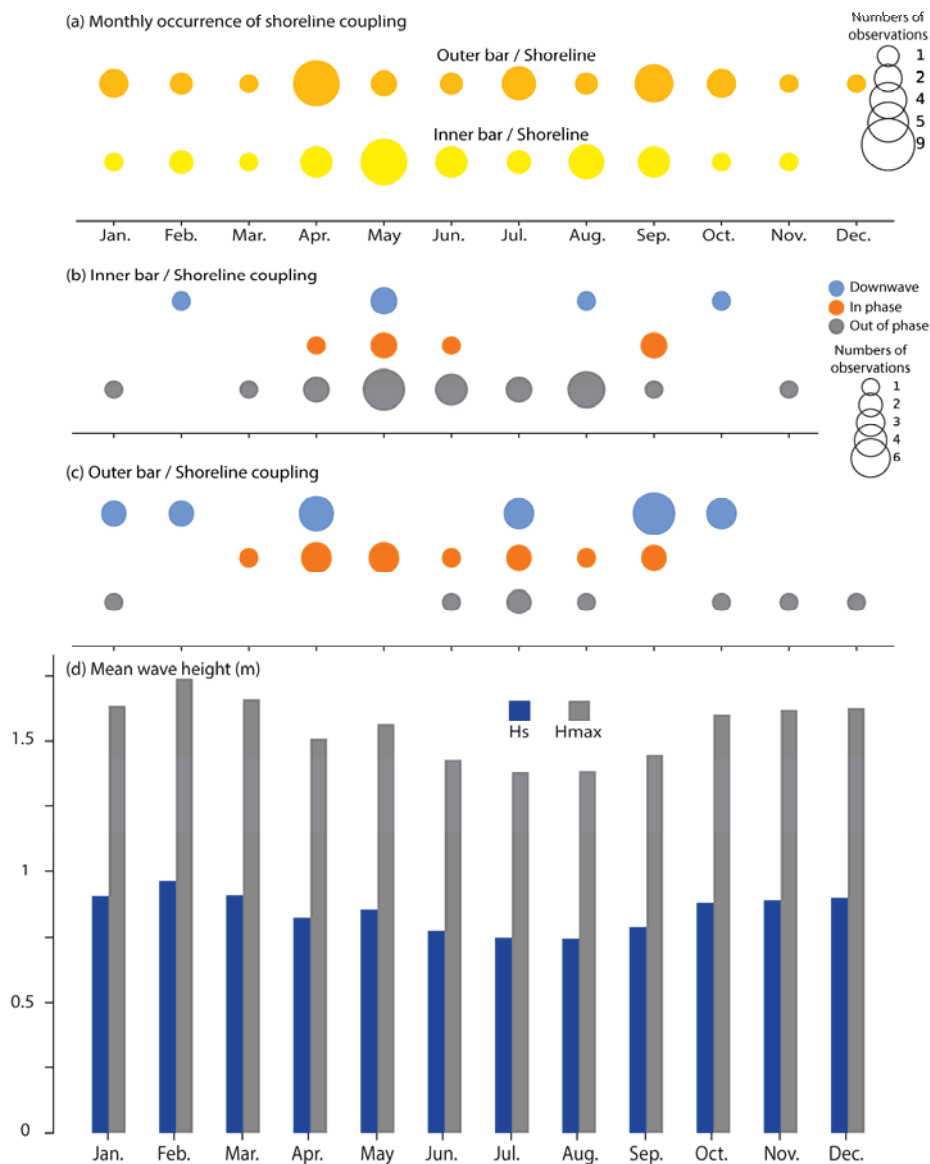 (a) Monthly occurrence of shoreline coupling
Numbers of
observations
Outer bar / Shoreline
1
2
4
5
9
Inner bar / Shoreline
Jan. Feb. Mar. Apr. May Jun. Jul. Aug. Sep. Oct. Nov. Dec.
(b) Inner bar / Shoreline coupling
Downwave
In phase
Out of phase
Numbers of
observations
1
2
3
4
6
(c) Outer bar / Shoreline coupling
(d) Mean wave height (m)
Hs Hmax
1.5
1
0.5
0
Jan. Feb. Mar. Apr. May Jun. Jul. Aug. Sep. Oct. Nov. Dec.